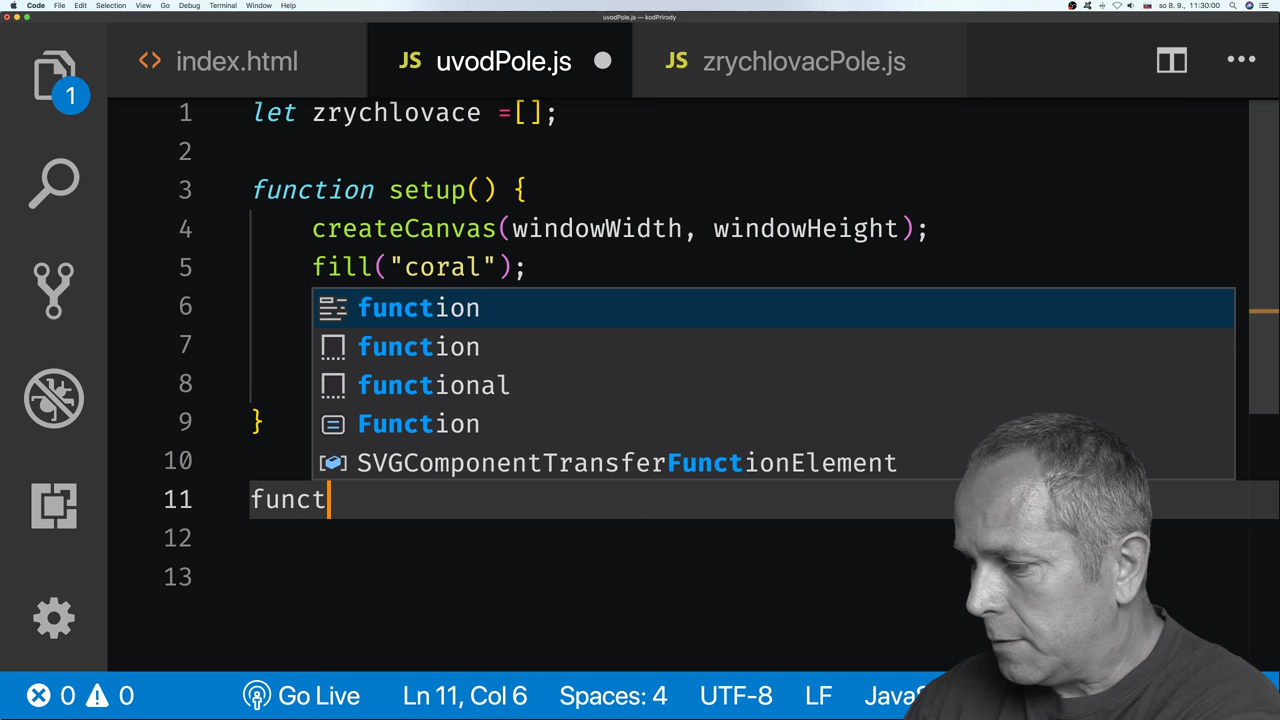 Code File Edit Selection View Go Debug Terminal Window Help so 8. 9., 11:30:00
uvodPole.js — kodPrirody
index.html JS uvodPole.js JS zrychlovacPole.js
1
1 let zrychlovace =[];
2
3 function setup() {
4 createCanvas(windowWidth, windowHeight);
5 fill("coral");
6 function
7 function
8 functional
9 } Function
10 SVGComponentTransferFunctionElement
11 funct
12
13
0 0 Go Live Ln 11, Col 6 Spaces: 4 UTF-8 LF